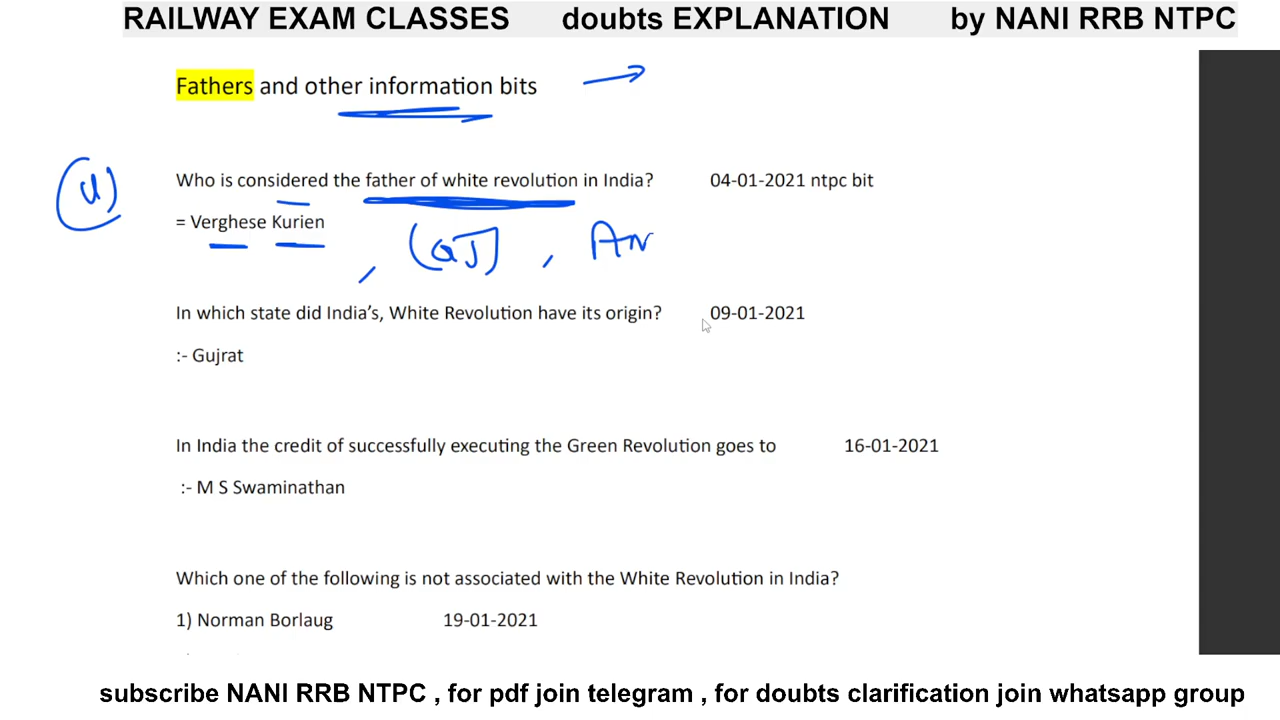 RAILWAY EXAM CLASSES doubts EXPLANATION by NANI RRB NTPC
Fathers and other information bits
Who is considered the father of white revolution in India? 04-01-2021 ntpc bit
= Verghese Kurien
(GJ) , An
In which state did India's, White Revolution have its origin? 09-01-2021
:- Gujrat
In India the credit of successfully executing the Green Revolution goes to 16-01-2021
:- M S Swaminathan
Which one of the following is not associated with the White Revolution in India?
1) Norman Borlaug 19-01-2021
subscribe NANI RRB NTPC , for pdf join telegram , for doubts clarification join whatsapp group